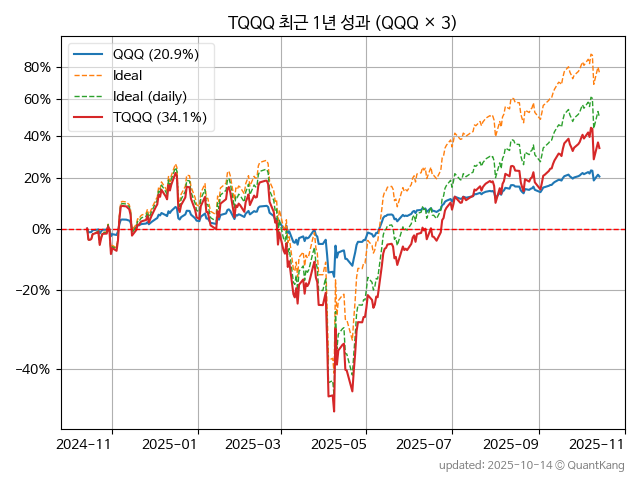 TQQQ 최근 1년 성과 (QQQ × 3)
QQQ (20.9%)
Ideal
Ideal (daily)
TQQQ (34.1%)
80%
60%
40%
20%
0%
−20%
−40%
2024-11
2025-01
2025-03
2025-05
2025-07
2025-09
2025-11
updated: 2025-10-14 © QuantKang